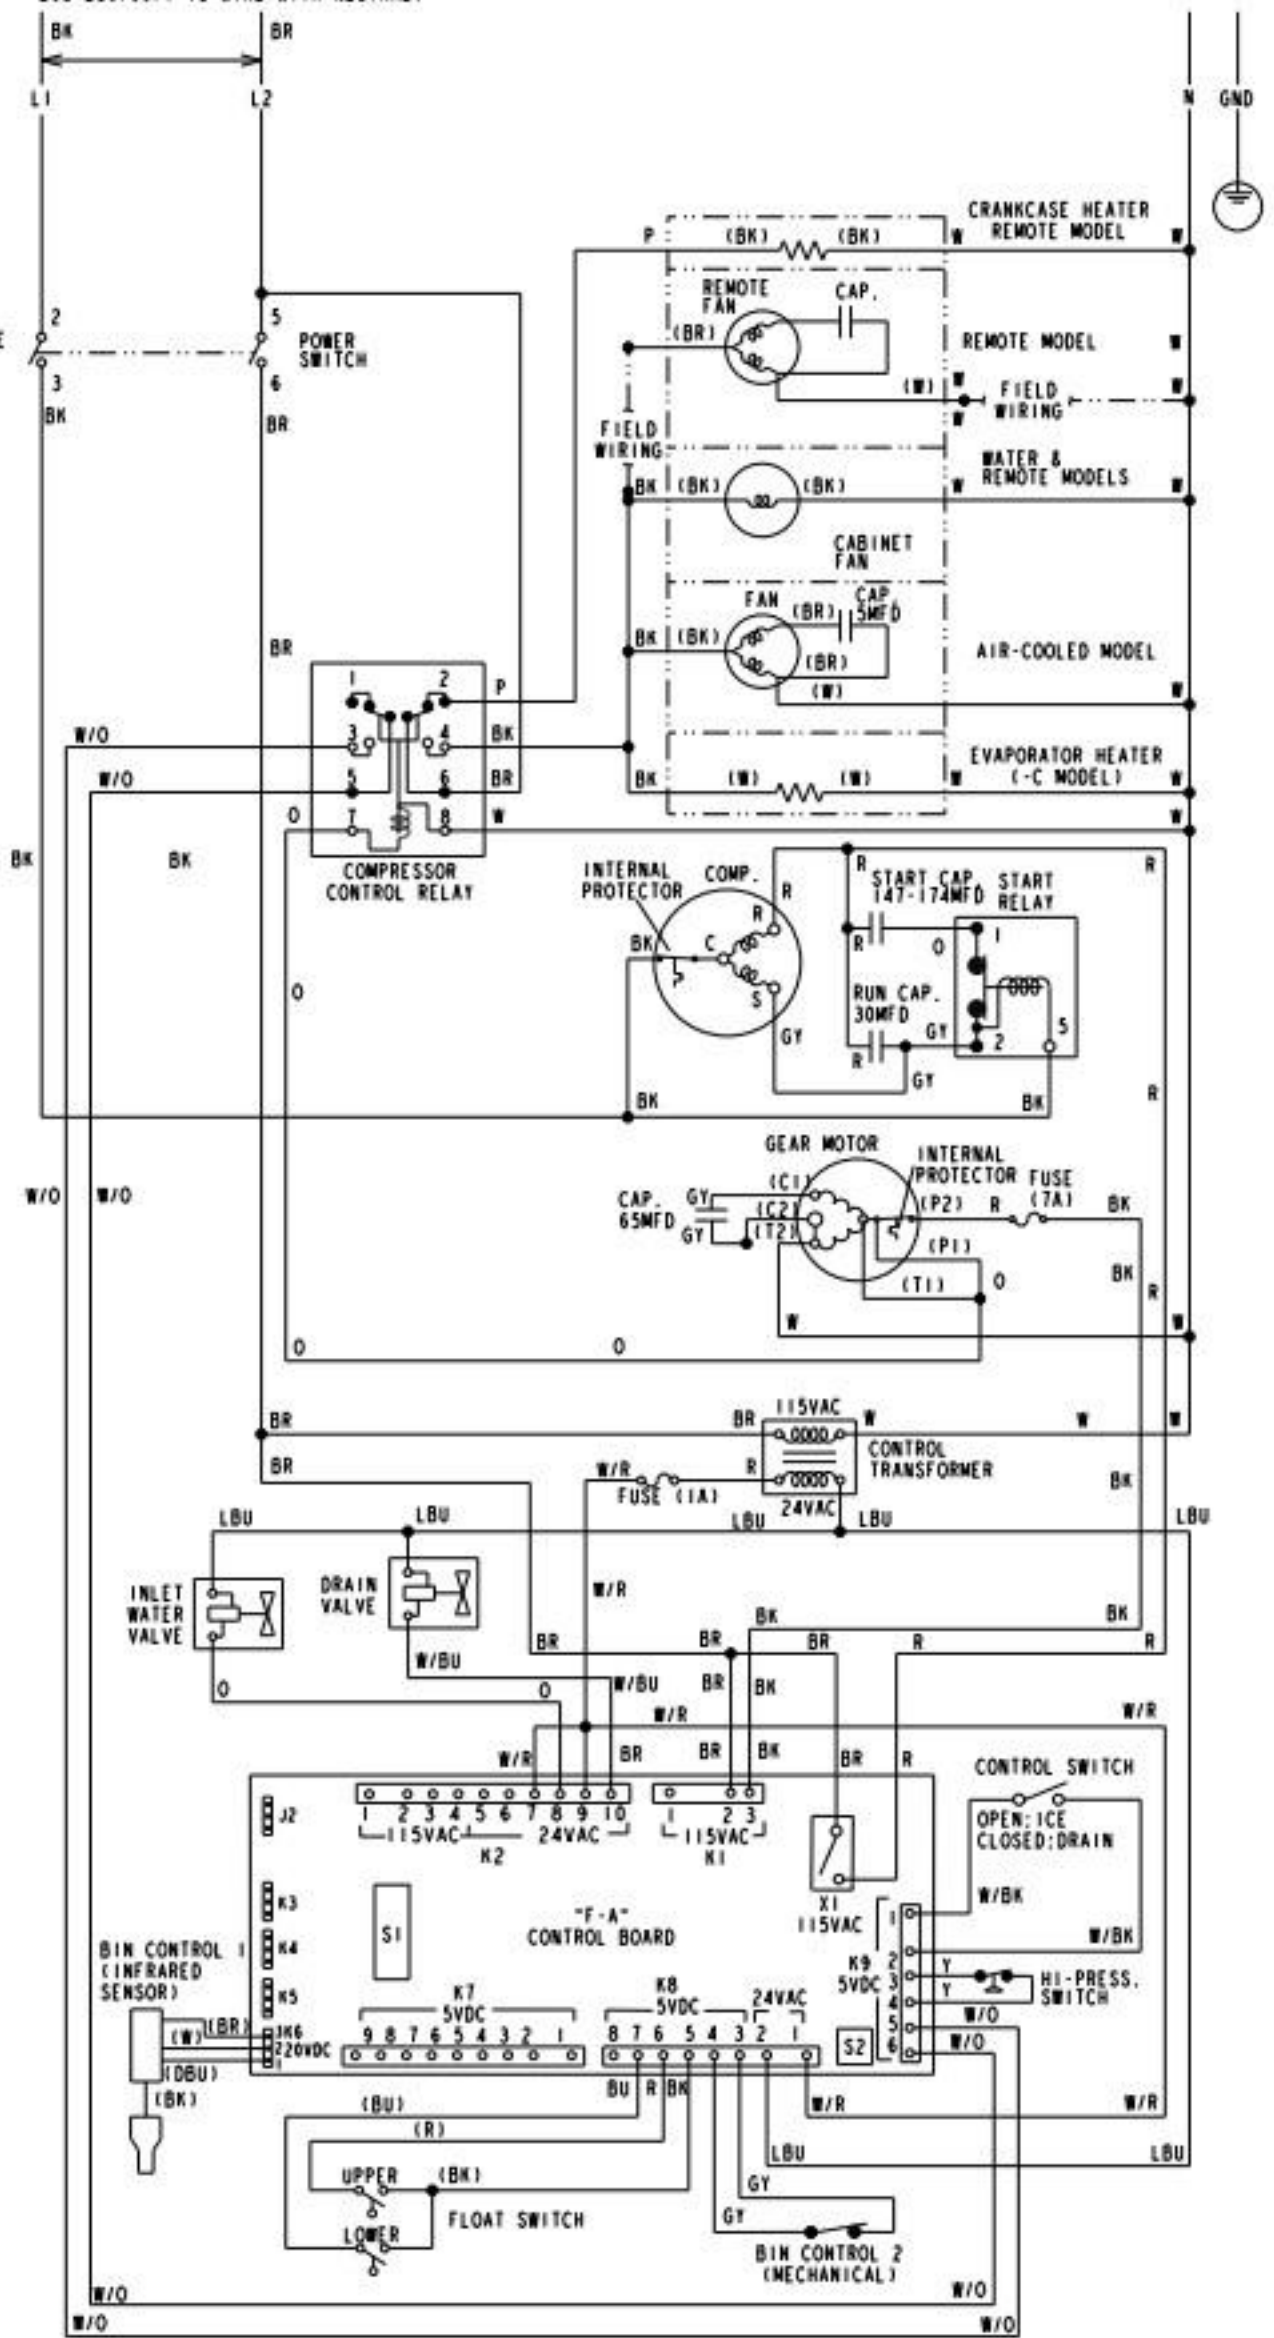 BK
BR
L1
L2
N
GND
CRANKCASE HEATER
REMOTE MODEL
P
(BK)
(BK)
W
W
REMOTE
FAN
CAP.
2
5
POWER
SWITCH
(BR)
REMOTE MODEL
W
3
6
BK
BR
(W)
W
W
FIELD
WIRING
W
FIELD
WIRING
WATER &
REMOTE MODELS
BK
(BK)
(BK)
W
W
CABINET
FAN
FAN
(BR)
CAP.
5MFD
BR
BK
(BK)
(BR)
(W)
AIR-COOLED MODEL
W
1
2
P
W/O
3
4
BK
EVAPORATOR HEATER
(-C MODEL)
W/O
5
6
BR
BK
(W)
(W)
W
W
O
7
8
W
W
BK
BK
COMPRESSOR
CONTROL RELAY
INTERNAL
PROTECTOR
COMP.
R
R
START CAP.
147-174MFD
START
RELAY
R
R
BK
C
R
O
1
O
S
RUN CAP.
30MFD
GY
GY
2
5
R
GY
BK
BK
R
GEAR MOTOR
INTERNAL
PROTECTOR
FUSE
(7A)
W/O
W/O
CAP.
65MFD
GY
(C1)
(C2)
(T2)
GY
(P2)
R
BK
(P1)
BK
(T1)
O
R
W
W
O
O
115VAC
BR
BR
W
W
W
CONTROL
TRANSFORMER
BR
W/R
R
FUSE (1A)
24VAC
BK
LBU
LBU
LBU
LBU
LBU
INLET
WATER
VALVE
DRAIN
VALVE
W/R
BK
BK
BR
BR
BR
R
R
W/BU
O
O
W/BU
BR
BK
W/R
W/R
W/R
BR
BR
BK
BR
R
CONTROL SWITCH
J2
1 2 3 4 5 6 7 8 9 10
115VAC
24VAC
K2
1 2 3
115VAC
K1
OPEN:ICE
CLOSED:DRAIN
K3
S1
"F-A"
CONTROL BOARD
X1
115VAC
1
W/BK
BIN CONTROL 1
(INFRARED
SENSOR)
K4
K9
5VDC
2
W/BK
3
Y
HI-PRESS.
SWITCH
K5
K7
5VDC
K8
5VDC
24VAC
4
Y
W/O
(BR)
(W)
3
K6
2
20VDC
1
9 8 7 6 5 4 3 2 1
8 7 6 5 4 3 2 1
S2
5
6
W/O
(DBU)
(BK)
BU
R
BK
W/R
W/R
(BU)
(R)
LBU
LBU
UPPER
(BK)
GY
LOWER
FLOAT SWITCH
GY
BIN CONTROL 2
(MECHANICAL)
W/O
W/O
W/O
W/O